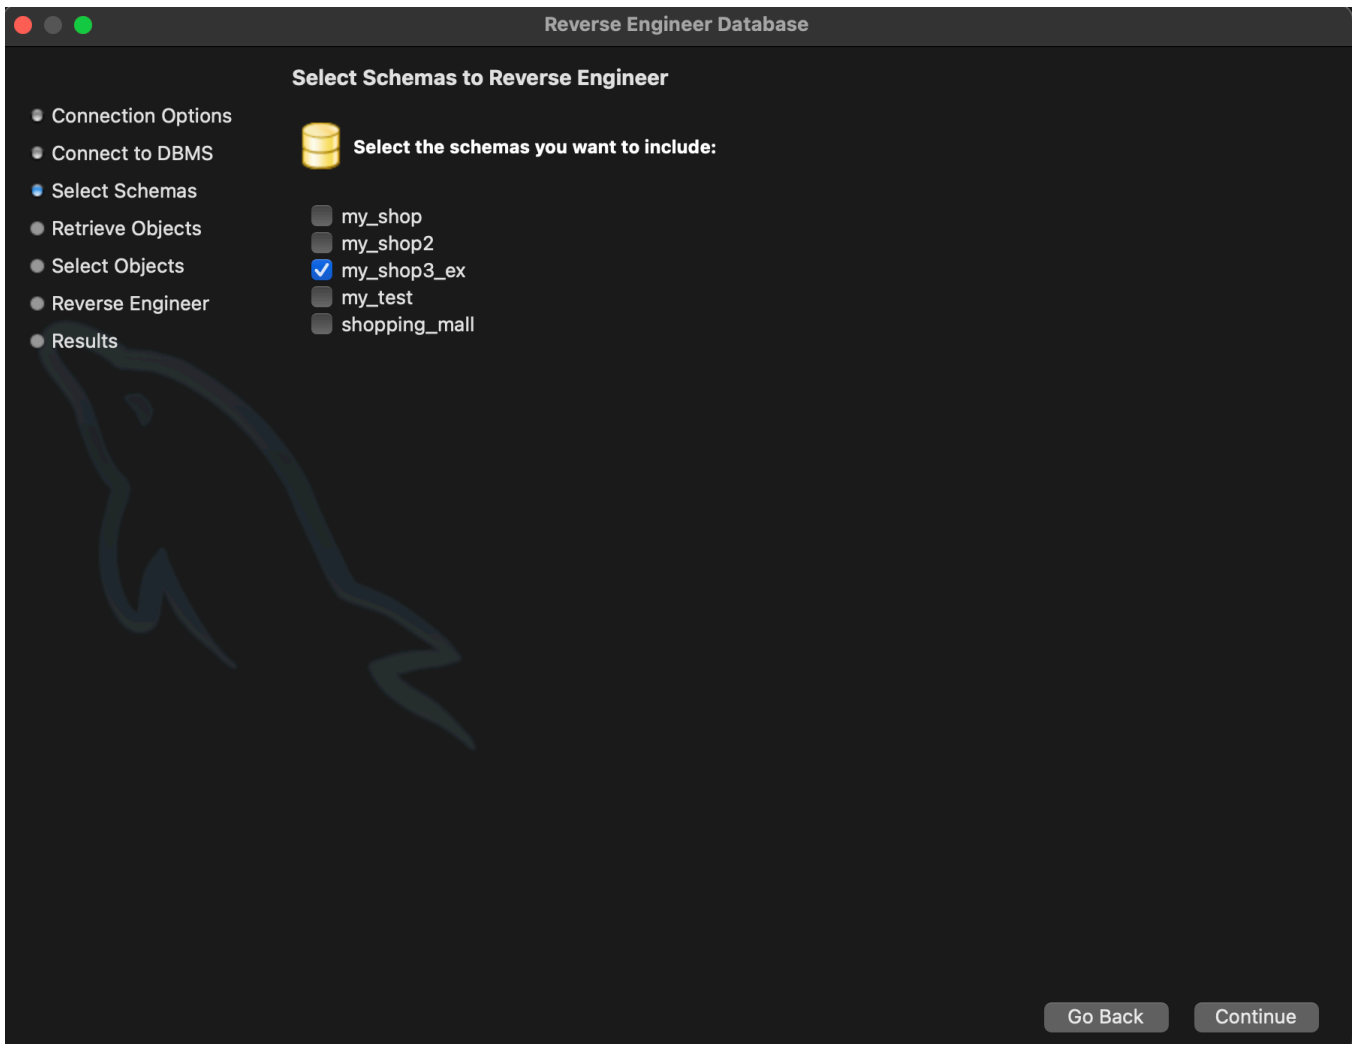 Reverse Engineer Database
Select Schemas to Reverse Engineer
Connection Options
Connect to DBMS
Select Schemas
Retrieve Objects
Select Objects
Reverse Engineer
Results
Select the schemas you want to include:
my_shop
my_shop2
my_shop3_ex
my_test
shopping_mall
Go Back
Continue